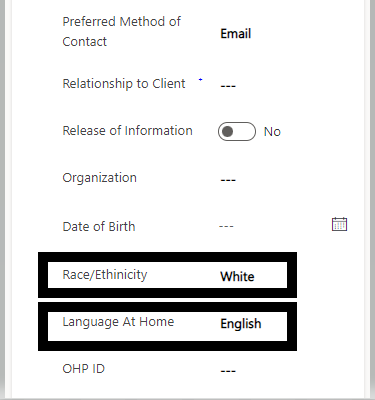 Preferred Method of
Contact Email
Relationship to Client + ---
Release of Information No
Organization ---
Date of Birth ---
Race/Ethinicity White
Language At Home English
OHP ID ---